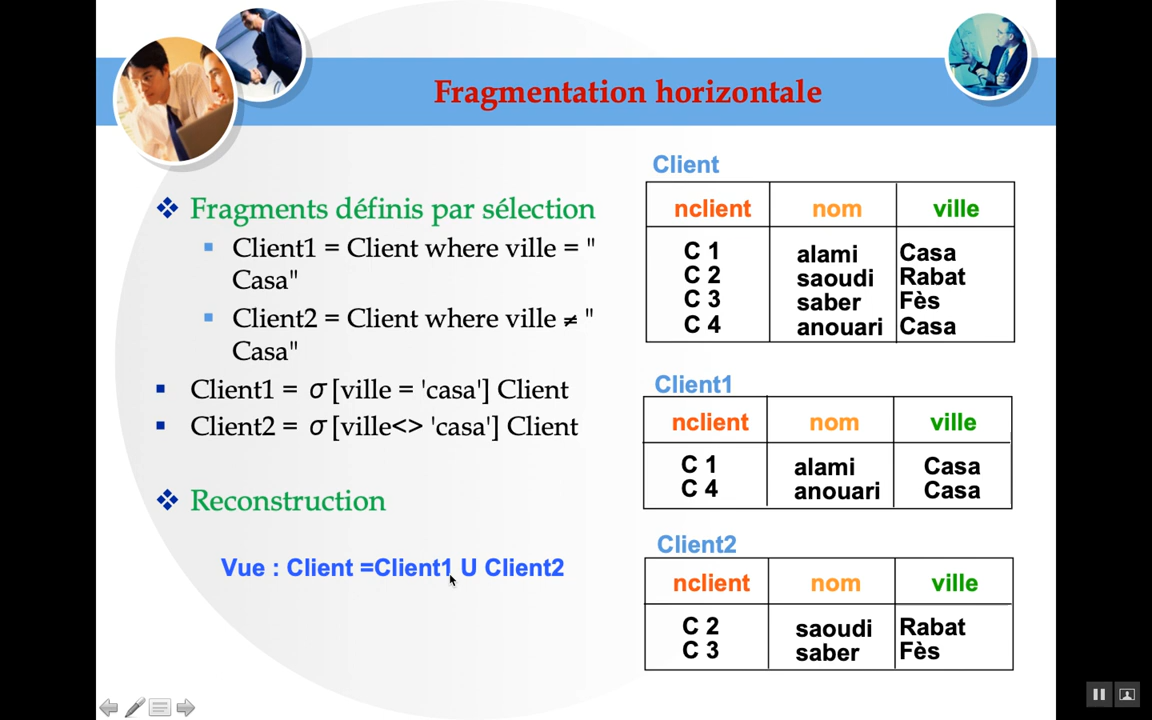 Fragmentation horizontale
❖ Fragments définis par sélection
▪ Client1 = Client where ville = "
Casa"
▪ Client2 = Client where ville ≠ "
Casa"
▪ Client1 = σ [ville = 'casa'] Client
▪ Client2 = σ [ville<> 'casa'] Client
❖ Reconstruction
Vue : Client =Client1 U Client2
Client
nclient nom ville
C 1 alami Casa
C 2 saoudi Rabat
C 3 saber Fès
C 4 anouari Casa
Client1
nclient nom ville
C 1 alami Casa
C 4 anouari Casa
Client2
nclient nom ville
C 2 saoudi Rabat
C 3 saber Fès